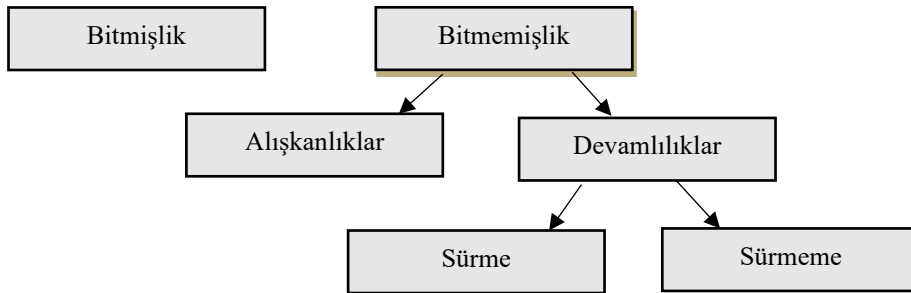 Bitmişlik
Bitmemişlik
Alışkanlıklar
Devamlılıklar
Sürme
Sürmeme